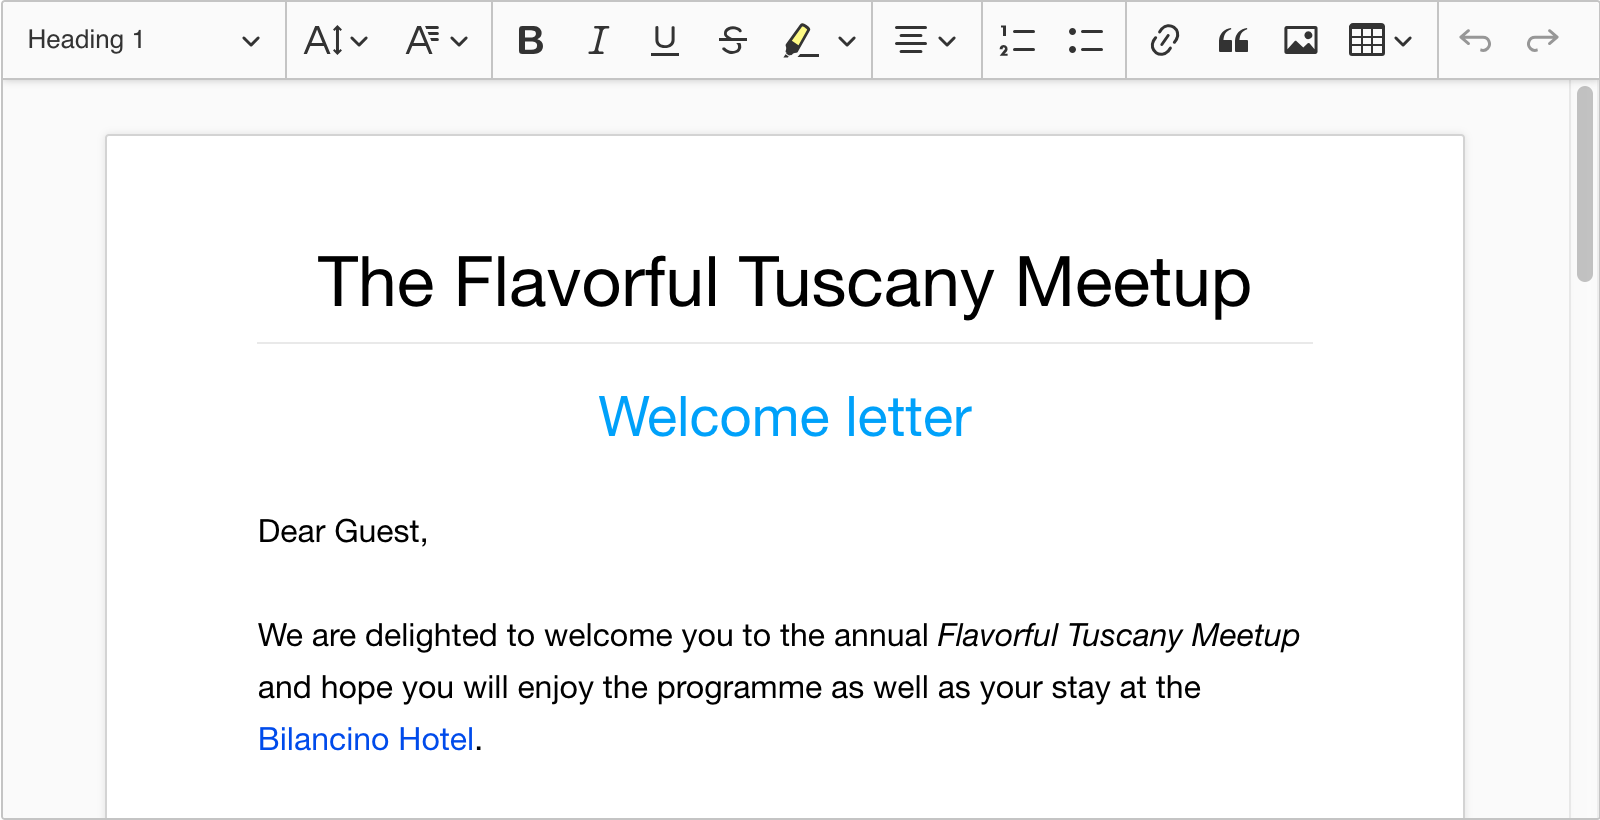 Heading 1
The Flavorful Tuscany Meetup
Welcome letter
Dear Guest,
We are delighted to welcome you to the annual Flavorful Tuscany Meetup
and hope you will enjoy the programme as well as your stay at the
Bilancino Hotel.